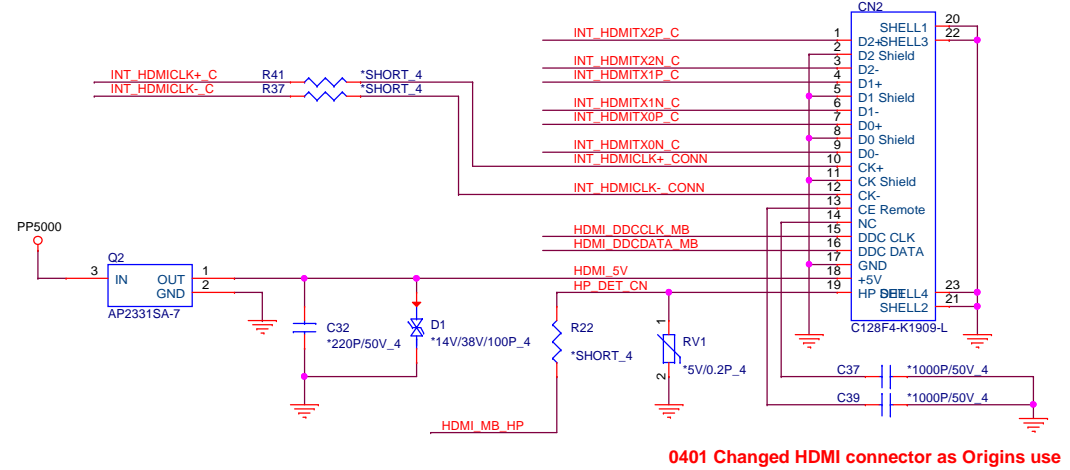 CN2
INT_HDMITX2P_C 1 D2+ SHELL1 20
SHELL3 22
2 D2 Shield
INT_HDMITX2N_C 3 D2-
INT_HDMITX1P_C 4 D1+
5 D1 Shield
INT_HDMITX1N_C 6 D1-
INT_HDMITX0P_C 7 D0+
8 D0 Shield
INT_HDMITX0N_C 9 D0-
INT_HDMICLK+_CONN 10 CK+
11 CK Shield
INT_HDMICLK-_CONN 12 CK-
13 CE Remote
14 NC
HDMI_DDCCLK_MB 15 DDC CLK
HDMI_DDCDATA_MB 16 DDC DATA
17 GND
HDMI_5V 18 +5V
HP_DET_CN 19 HP DET SHELL4 23
SHELL2 21
C128F4-K1909-L
INT_HDMICLK+_C R41 *SHORT_4
INT_HDMICLK-_C R37 *SHORT_4
PP5000
Q2
3 IN OUT 1
GND 2
AP2331SA-7
C32
*220P/50V_4
D1
*14V/38V/100P_4
R22
*SHORT_4
1
RV1
*5V/0.2P_4
2
C37 *1000P/50V_4
C39 *1000P/50V_4
HDMI_MB_HP
0401 Changed HDMI connector as Origins use